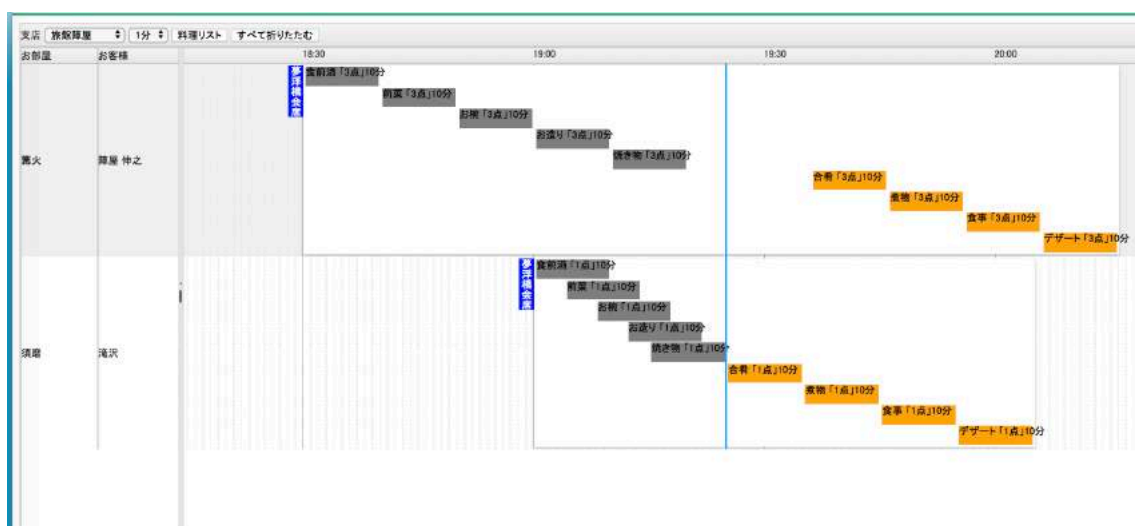 支店 旅館陣屋 1分 料理リスト すべて折りたたむ
お部屋 お客様 18:30 19:00 19:30 20:00
夢浮橋会席
食前酒「3点」10分
前菜「3点」10分
お椀「3点」10分
お造り「3点」10分
篝火 陣屋 伸之
焼き物「3点」10分
合肴「3点」10分
煮物「3点」10分
食事「3点」10分
デザート「3点」10分
夢浮橋会席
食前酒「1点」10分
前菜「1点」10分
お椀「1点」10分
お造り「1点」10分
須磨 滝沢
焼き物「1点」10分
合肴「1点」10分
煮物「1点」10分
食事「1点」10分
デザート「1点」10分